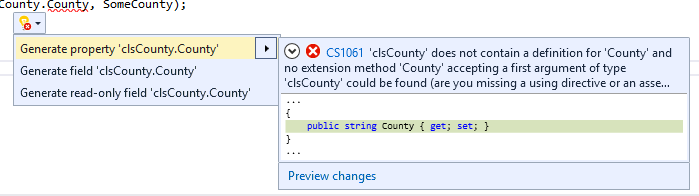 County.County, SomeCounty);
Generate property 'clsCounty.County'
Generate field 'clsCounty.County'
Generate read-only field 'clsCounty.County'
CS1061 'clsCounty' does not contain a definition for 'County' and
no extension method 'County' accepting a first argument of type
'clsCounty' could be found (are you missing a using directive or an asse...
...
{
public string County { get; set; }
}
...
Preview changes